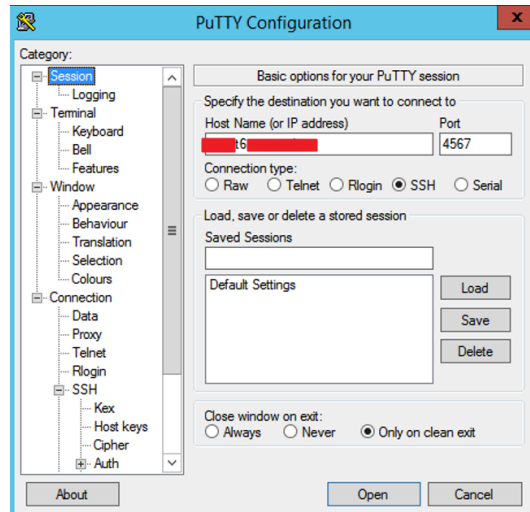 PuTTY Configuration
x
Category:
Session
Logging
Terminal
Keyboard
Bell
Features
Window
Appearance
Behaviour
Translation
Selection
Colours
Connection
Data
Proxy
Telnet
Rlogin
SSH
Kex
Host keys
Cipher
Auth
Basic options for your PuTTY session
Specify the destination you want to connect to
Host Name (or IP address) Port
t6 4567
Connection type:
Raw Telnet Rlogin SSH Serial
Load, save or delete a stored session
Saved Sessions
Default Settings
Load
Save
Delete
Close window on exit:
Always Never Only on clean exit
About Open Cancel